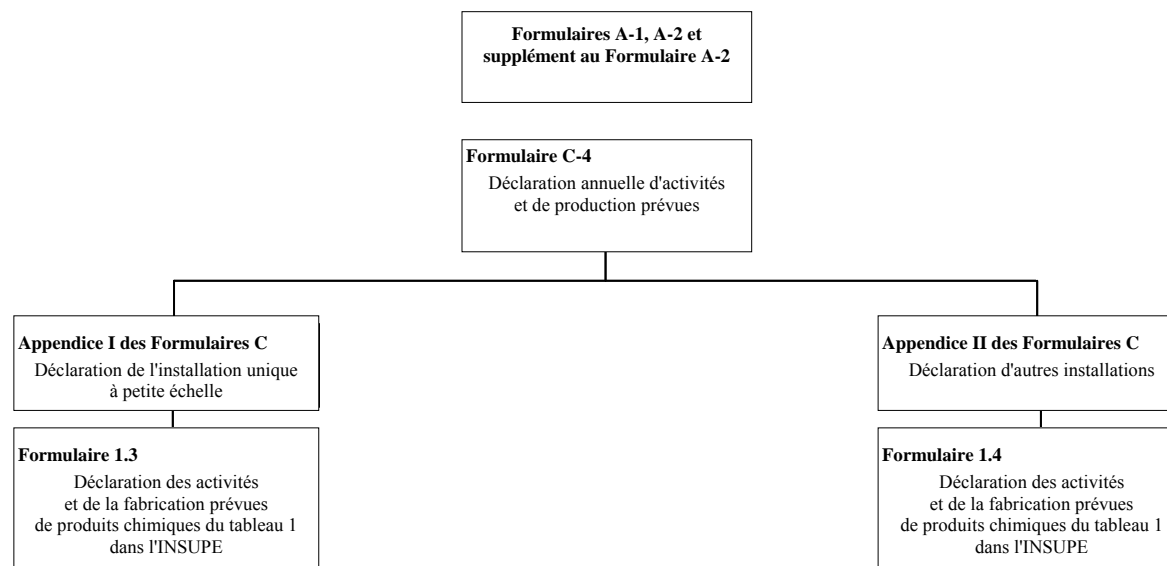 Formulaires A-1, A-2 et
supplément au Formulaire A-2
Formulaire C-4
Déclaration annuelle d'activités
et de production prévues
Appendice I des Formulaires C
Déclaration de l'installation unique
à petite échelle
Appendice II des Formulaires C
Déclaration d'autres installations
Formulaire 1.3
Déclaration des activités
et de la fabrication prévues
de produits chimiques du tableau 1
dans l'INSUPE
Formulaire 1.4
Déclaration des activités
et de la fabrication prévues
de produits chimiques du tableau 1
dans l'INSUPE